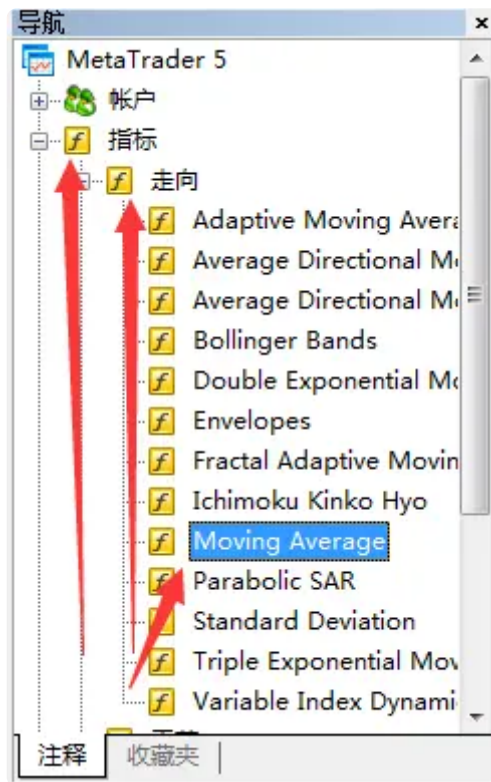 导航
MetaTrader 5
帐户
指标
走向
Adaptive Moving Avera
Average Directional M
Average Directional M
Bollinger Bands
Double Exponential Mo
Envelopes
Fractal Adaptive Movin
Ichimoku Kinko Hyo
Moving Average
Parabolic SAR
Standard Deviation
Triple Exponential Mov
Variable Index Dynami
注释
收藏夹